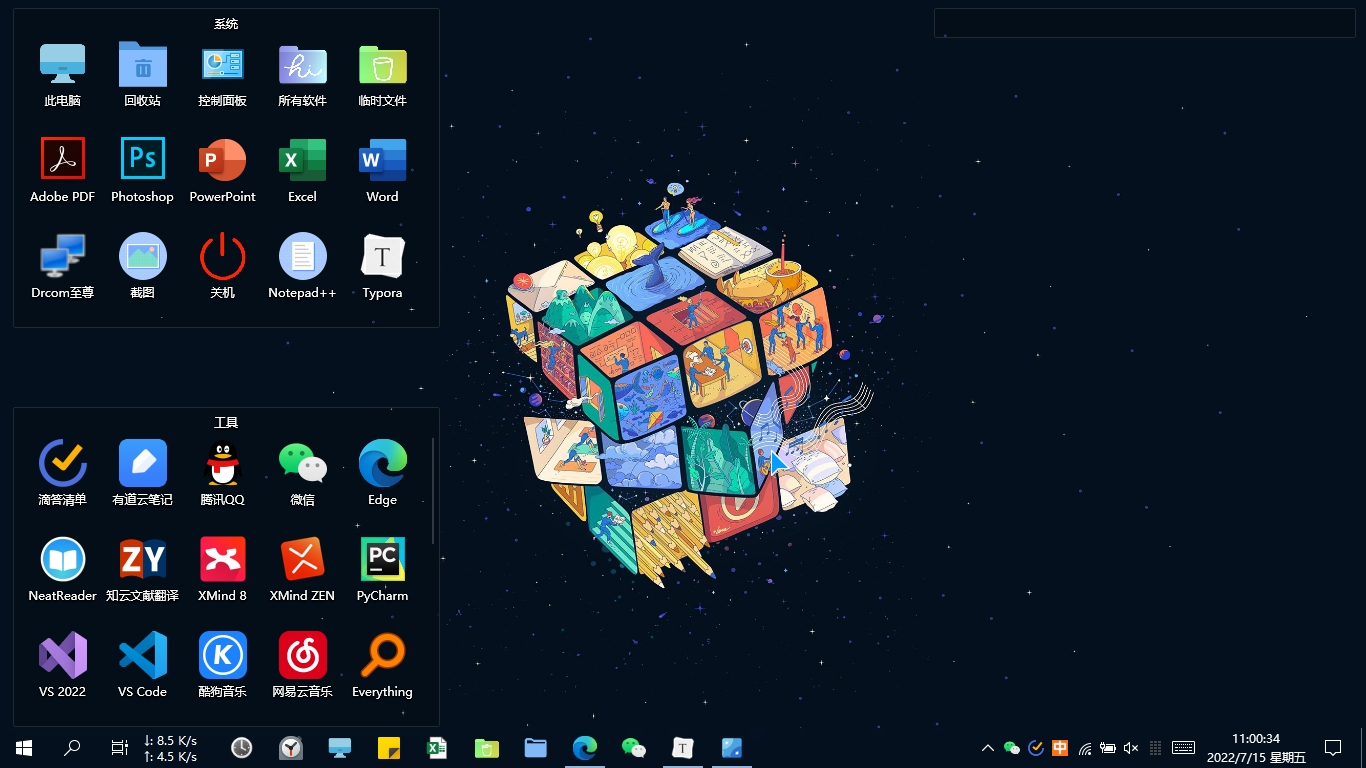 系统
此电脑 回收站 控制面板 所有软件 临时文件
Ps P X W
Adobe PDF Photoshop PowerPoint Excel Word
T
Drcom至尊 截图 关机 Notepad++ Typora
工具
滴答清单 有道云笔记 腾讯QQ 微信 Edge
ZY PC
NeatReader 知云文献翻译 XMind 8 XMind ZEN PyCharm
K
VS 2022 VS Code 酷狗音乐 网易云音乐 Everything
↓: 8.5 K/s
↑: 4.5 K/s
T
中
11:00:34
2022/7/15 星期五